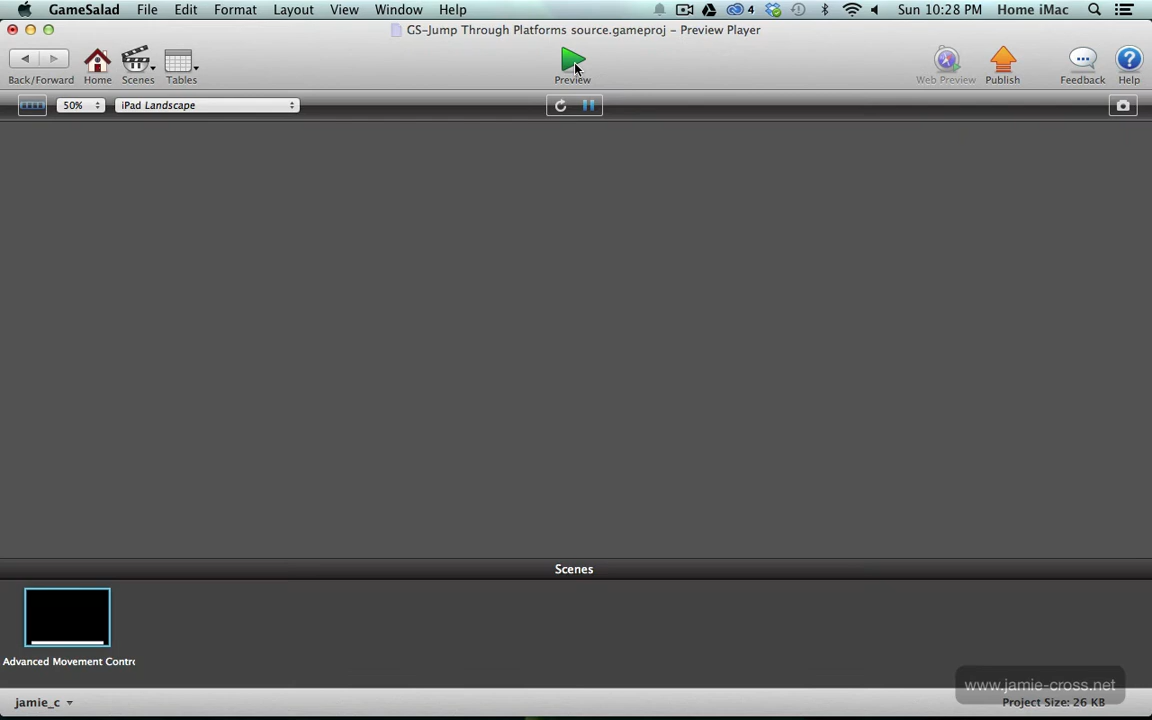 GameSalad File Edit Format Layout View Window Help 4 Sun 10:28 PM Home iMac
GS-Jump Through Platforms source.gameproj – Preview Player
Back/Forward Home Scenes Tables Preview Web Preview Publish Feedback Help
50% iPad Landscape
Scenes
Advanced Movement Contro
www.jamie-cross.net
jamie_c Project Size: 26 KB